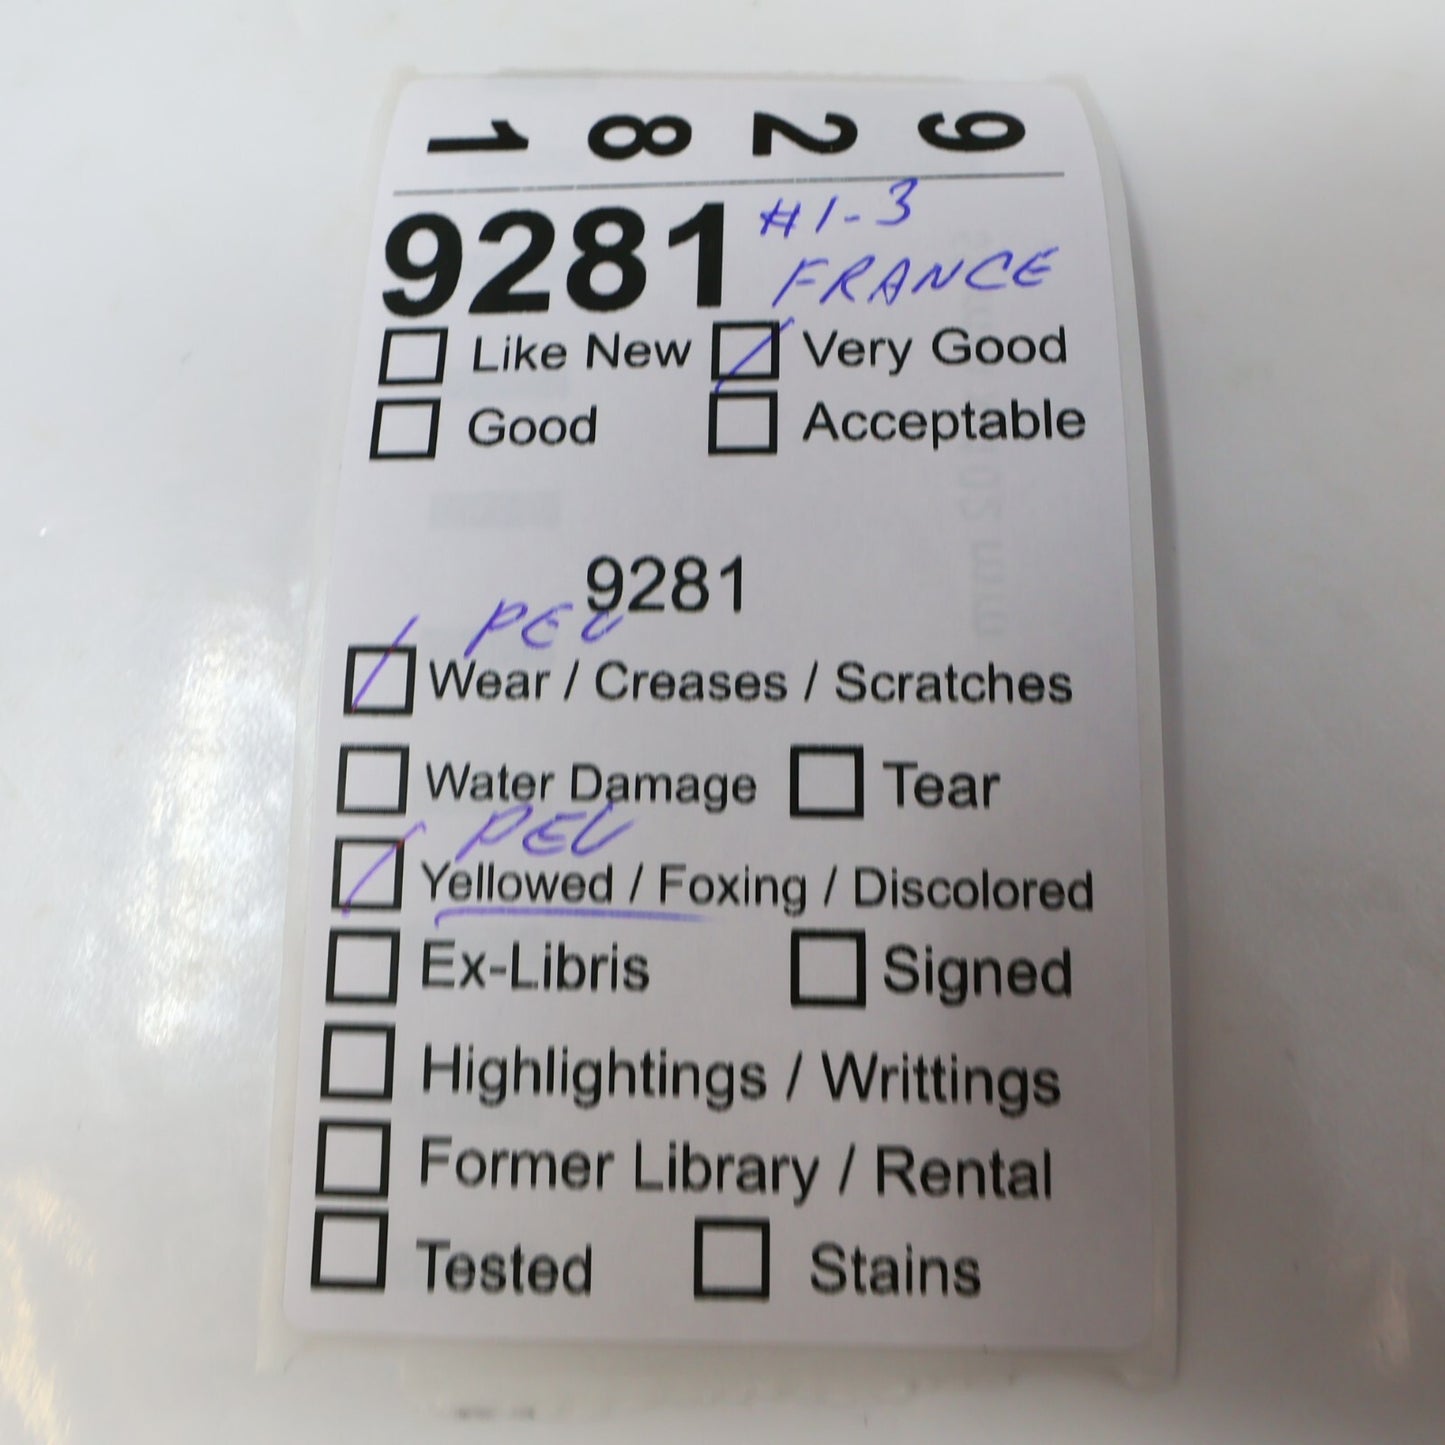 9 2 8 1
9281 #1-3
FRANCE
Like New Very Good
Good Acceptable
9281
PEU
Wear / Creases / Scratches
Water Damage Tear
PEU
Yellowed / Foxing / Discolored
Ex-Libris Signed
Highlightings / Writtings
Former Library / Rental
Tested Stains